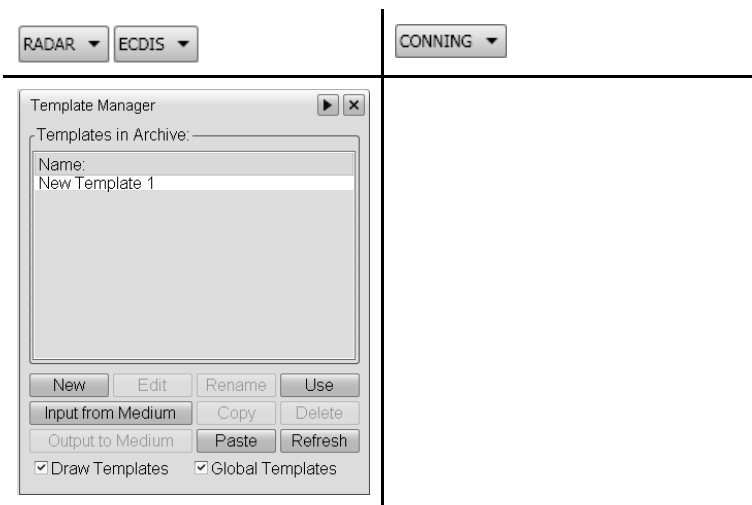 RADAR ECDIS CONNING
Template Manager
Templates in Archive:
Name:
New Template 1
New Edit Rename Use
Input from Medium Copy Delete
Output to Medium Paste Refresh
Draw Templates Global Templates